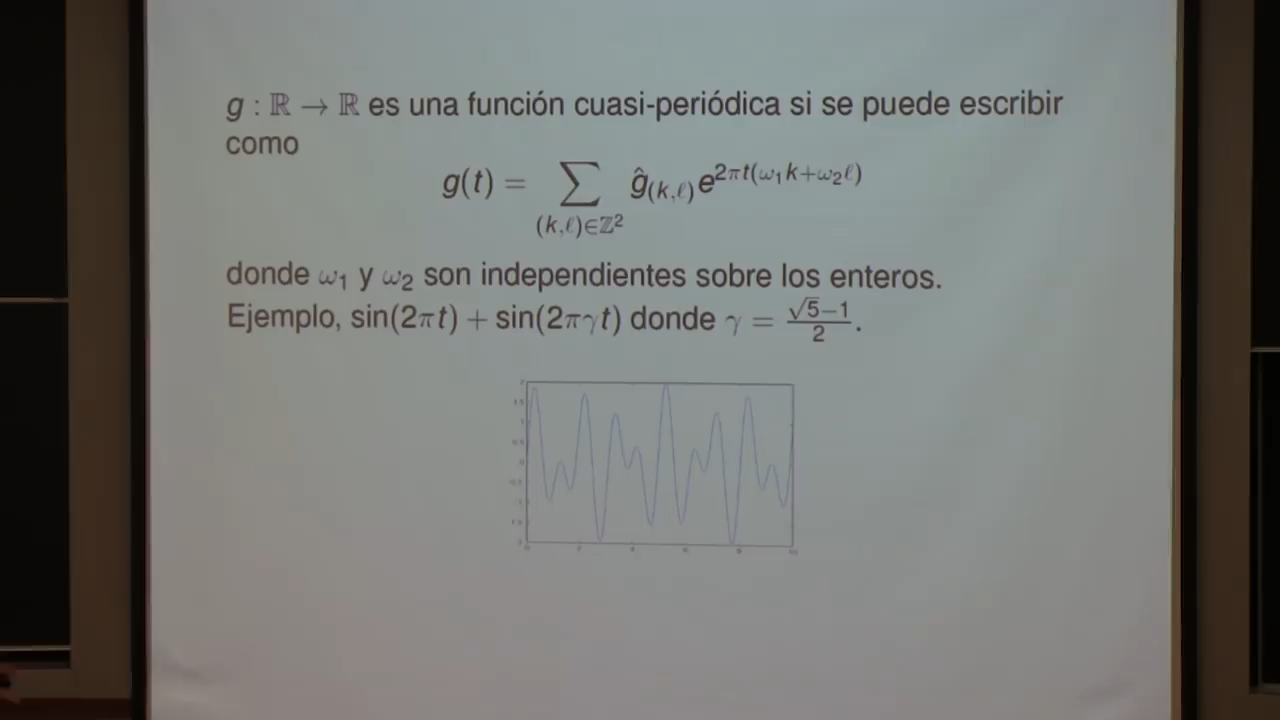 g : ℝ → ℝ es una función cuasi-periódica si se puede escribir
como
g(t) = ∑_{(k,ℓ)∈ℤ²} ĝ_{(k,ℓ)} e^{2πt(ω₁k+ω₂ℓ)}
donde ω₁ y ω₂ son independientes sobre los enteros.
Ejemplo, sin(2πt) + sin(2πγt) donde γ = (√5−1)/2.